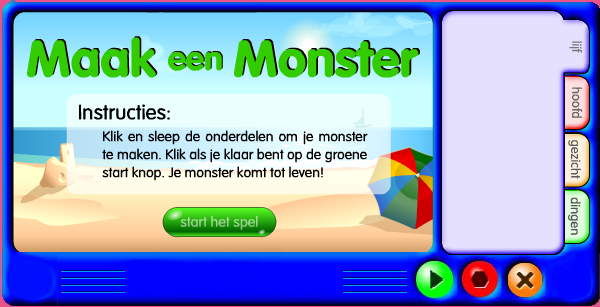 Maak een Monster
Instructies:
Klik en sleep de onderdelen om je monster
te maken. Klik als je klaar bent op de groene
start knop. Je monster komt tot leven!
start het spel
lijf
hoofd
gezicht
dingen